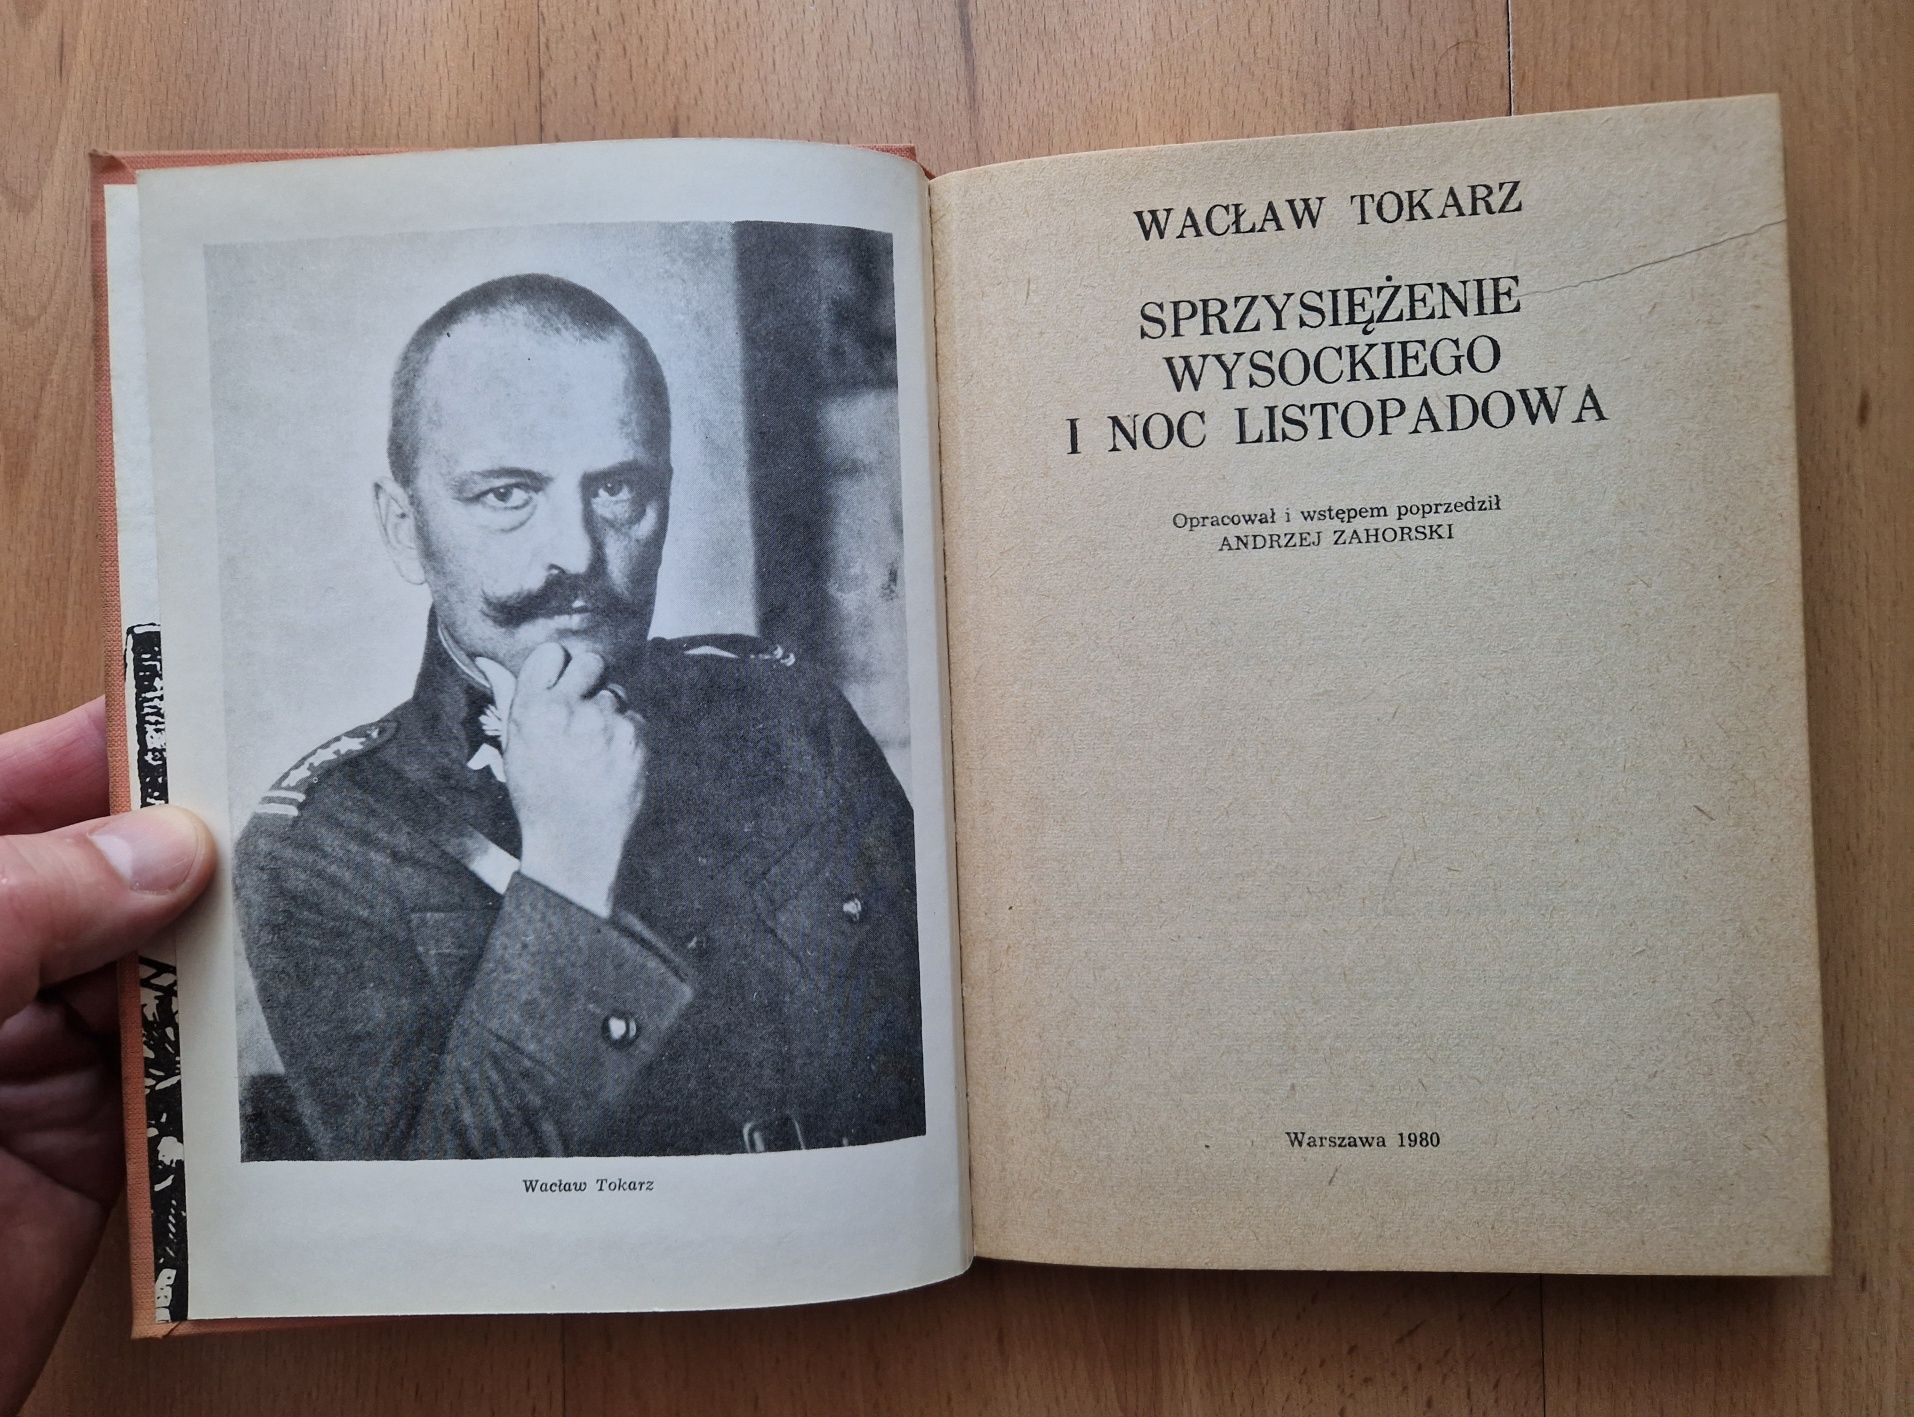 Wacław Tokarz
WACŁAW TOKARZ
SPRZYSIĘŻENIE
WYSOCKIEGO
I NOC LISTOPADOWA
Opracował i wstępem poprzedził
ANDRZEJ ZAHORSKI
Warszawa 1980